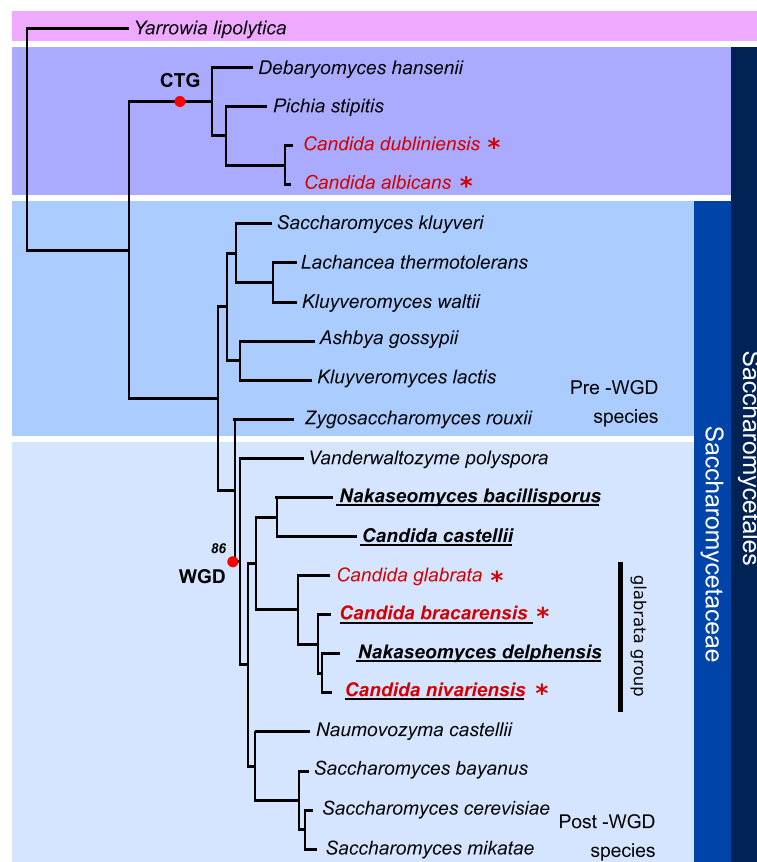 Yarrowia lipolytica
Debaryomyces hansenii
CTG
Pichia stipitis
Candida dubliniensis *
Candida albicans *
Saccharomyces kluyveri
Lachancea thermotolerans
Kluyveromyces waltii
Ashbya gossypii
Kluyveromyces lactis
Pre -WGD
species
Zygosaccharomyces rouxii
Vanderwaltozyme polyspora
Nakaseomyces bacillisporus
Candida castellii
86
WGD
Candida glabrata *
Candida bracarensis *
Nakaseomyces delphensis
Candida nivariensis *
glabrata group
Naumovozyma castellii
Saccharomyces bayanus
Saccharomyces cerevisiae
Saccharomyces mikatae
Post -WGD
species
Saccharomycetaceae
Saccharomycetales